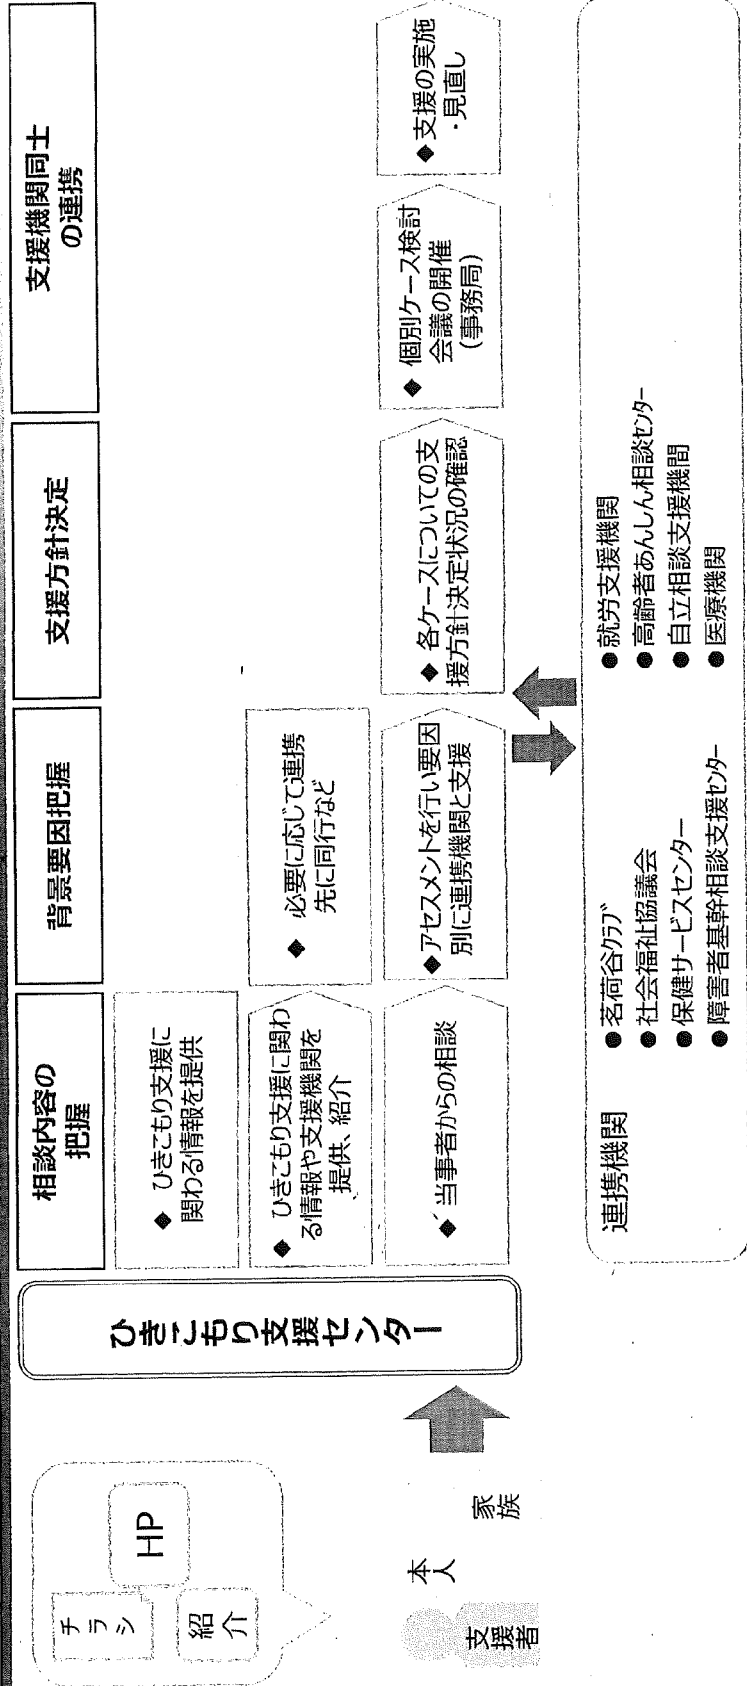 チラシ
HP
紹介
本人
家族
支援者
ひきこもり支援センター
相談内容の
把握
背景要因把握
支援方針決定
支援機関同士
の連携
◆ ひきこもり支援に
関わる情報を提供
◆ ひきこもり支援に関わ
る情報や支援機関を
提供、紹介
◆ 必要に応じて連携
先に同行など
◆ 当事者からの相談
◆アセスメントを行い要因
別に連携機関と支援
◆ 各ケースについての支
援方針決定状況の確認
◆ 個別ケース検討
会議の開催
(事務局)
◆支援の実施
・見直し
連携機関
●茗荷谷クラブ
●社会福祉協議会
●保健サービスセンター
●障害者基幹相談支援センター
●就労支援機関
●高齢者あんしん相談センター
●自立相談支援機関
●医療機関